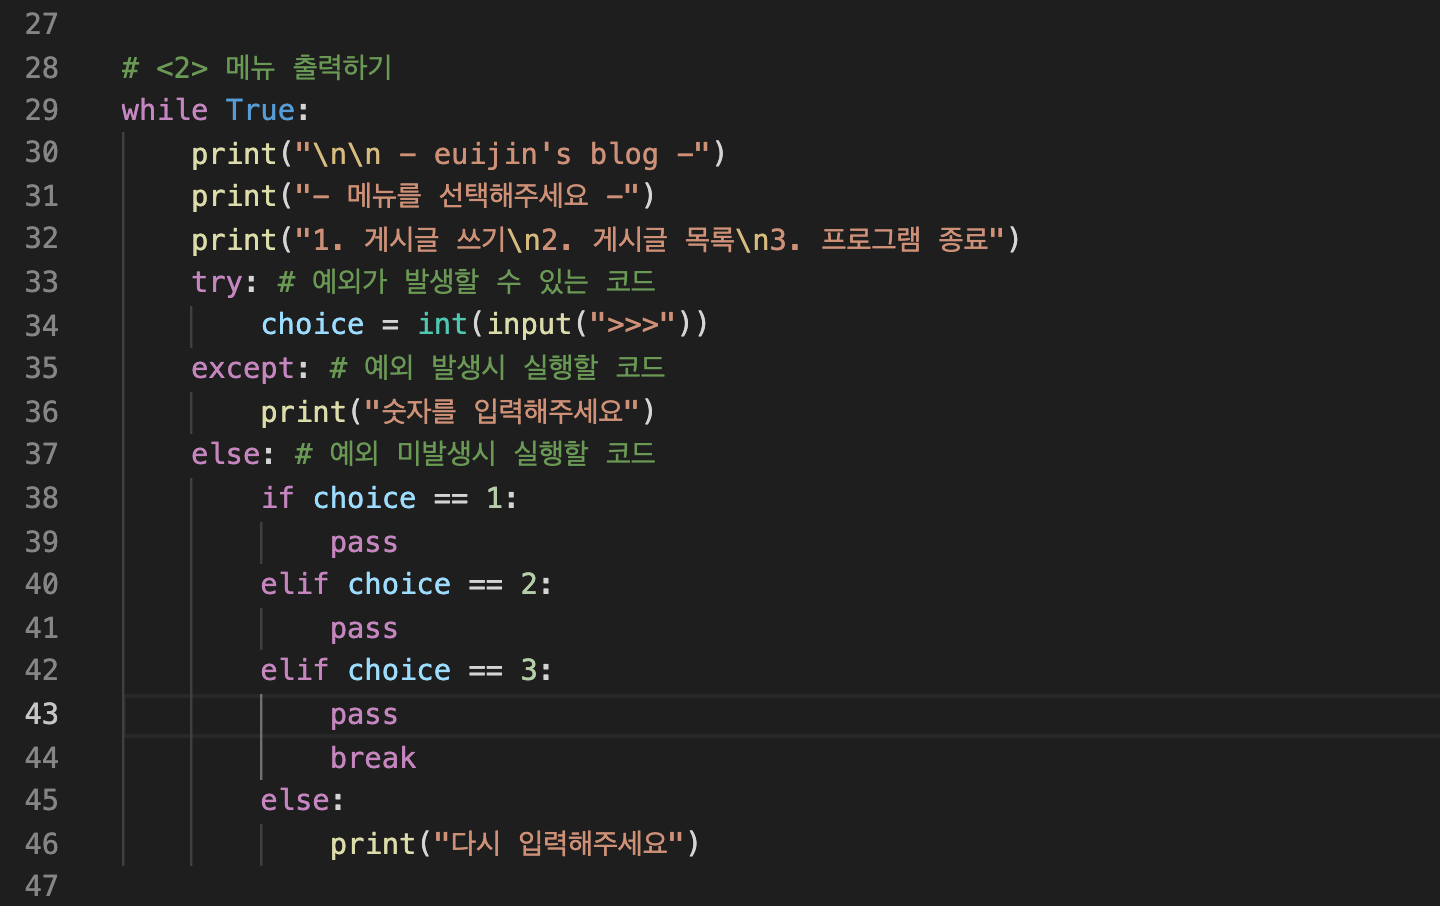 27
28 # <2> 메뉴 출력하기
29 while True:
30     print("\n\n - euijin's blog -")
31     print("- 메뉴를 선택해주세요 -")
32     print("1. 게시글 쓰기\n2. 게시글 목록\n3. 프로그램 종료")
33     try: # 예외가 발생할 수 있는 코드
34         choice = int(input(">>>"))
35     except: # 예외 발생시 실행할 코드
36         print("숫자를 입력해주세요")
37     else: # 예외 미발생시 실행할 코드
38         if choice == 1:
39             pass
40         elif choice == 2:
41             pass
42         elif choice == 3:
43             pass
44             break
45         else:
46             print("다시 입력해주세요")
47